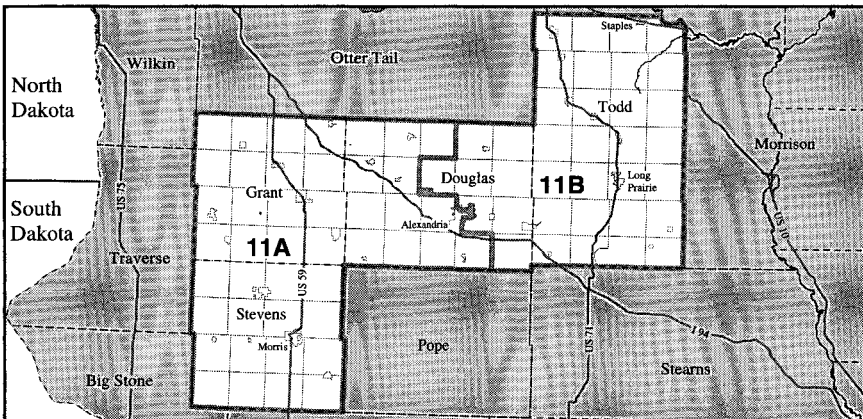 Staples
Wilkin
Otter Tail
North
Dakota
Todd
Morrison
US 75
Grant
Douglas
11B
Long
Prairie
South
Dakota
Alexandria
US 10
11A
Traverse
US 59
Stevens
Morris
Pope
US 71
I 94
Stearns
Big Stone